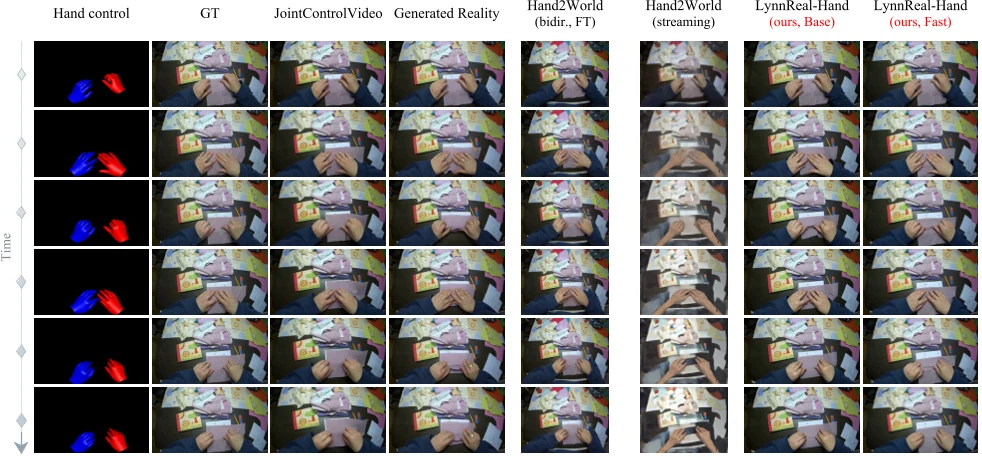 Hand control
GT
JointControlVideo
Generated Reality
Hand2World
(bidir., FT)
Hand2World
(streaming)
LynnReal-Hand
(ours, Base)
LynnReal-Hand
(ours, Fast)
Time